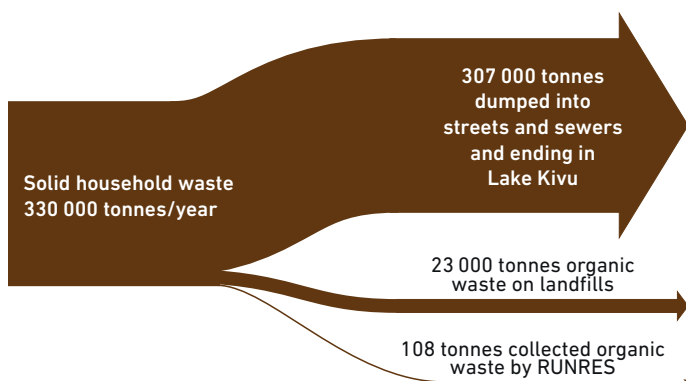 Solid household waste
330 000 tonnes/year
307 000 tonnes
dumped into
streets and sewers
and ending in
Lake Kivu
23 000 tonnes organic
waste on landfills
108 tonnes collected organic
waste by RUNRES